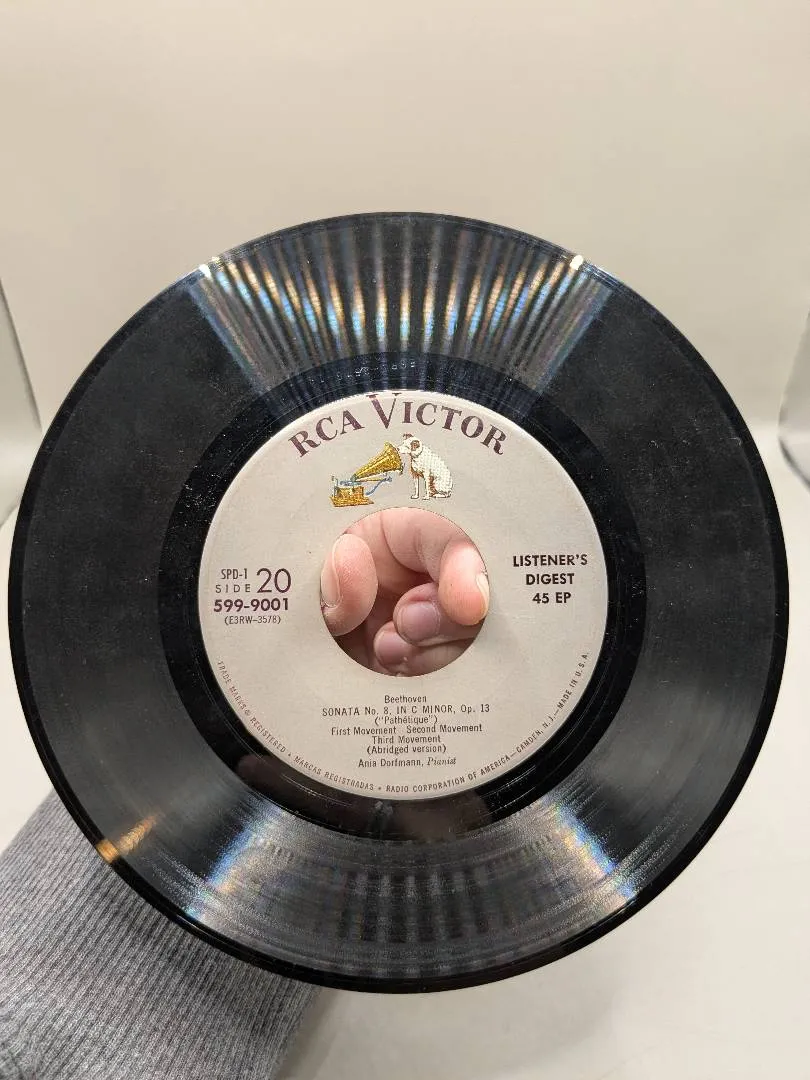 RCA VICTOR
SPD-1
SIDE 20
599-9001
(E3RW-3578)
LISTENER'S
DIGEST
45 EP
Beethoven
SONATA No. 8, IN C MINOR, Op. 13
("Pathétique")
First Movement Second Movement
Third Movement
(Abridged version)
Ania Dorfmann, Pianist
TRADE MARKS ® REGISTERED • MARCAS REGISTRADAS • RADIO CORPORATION OF AMERICA—CAMDEN, N.J.—MADE IN U.S.A.